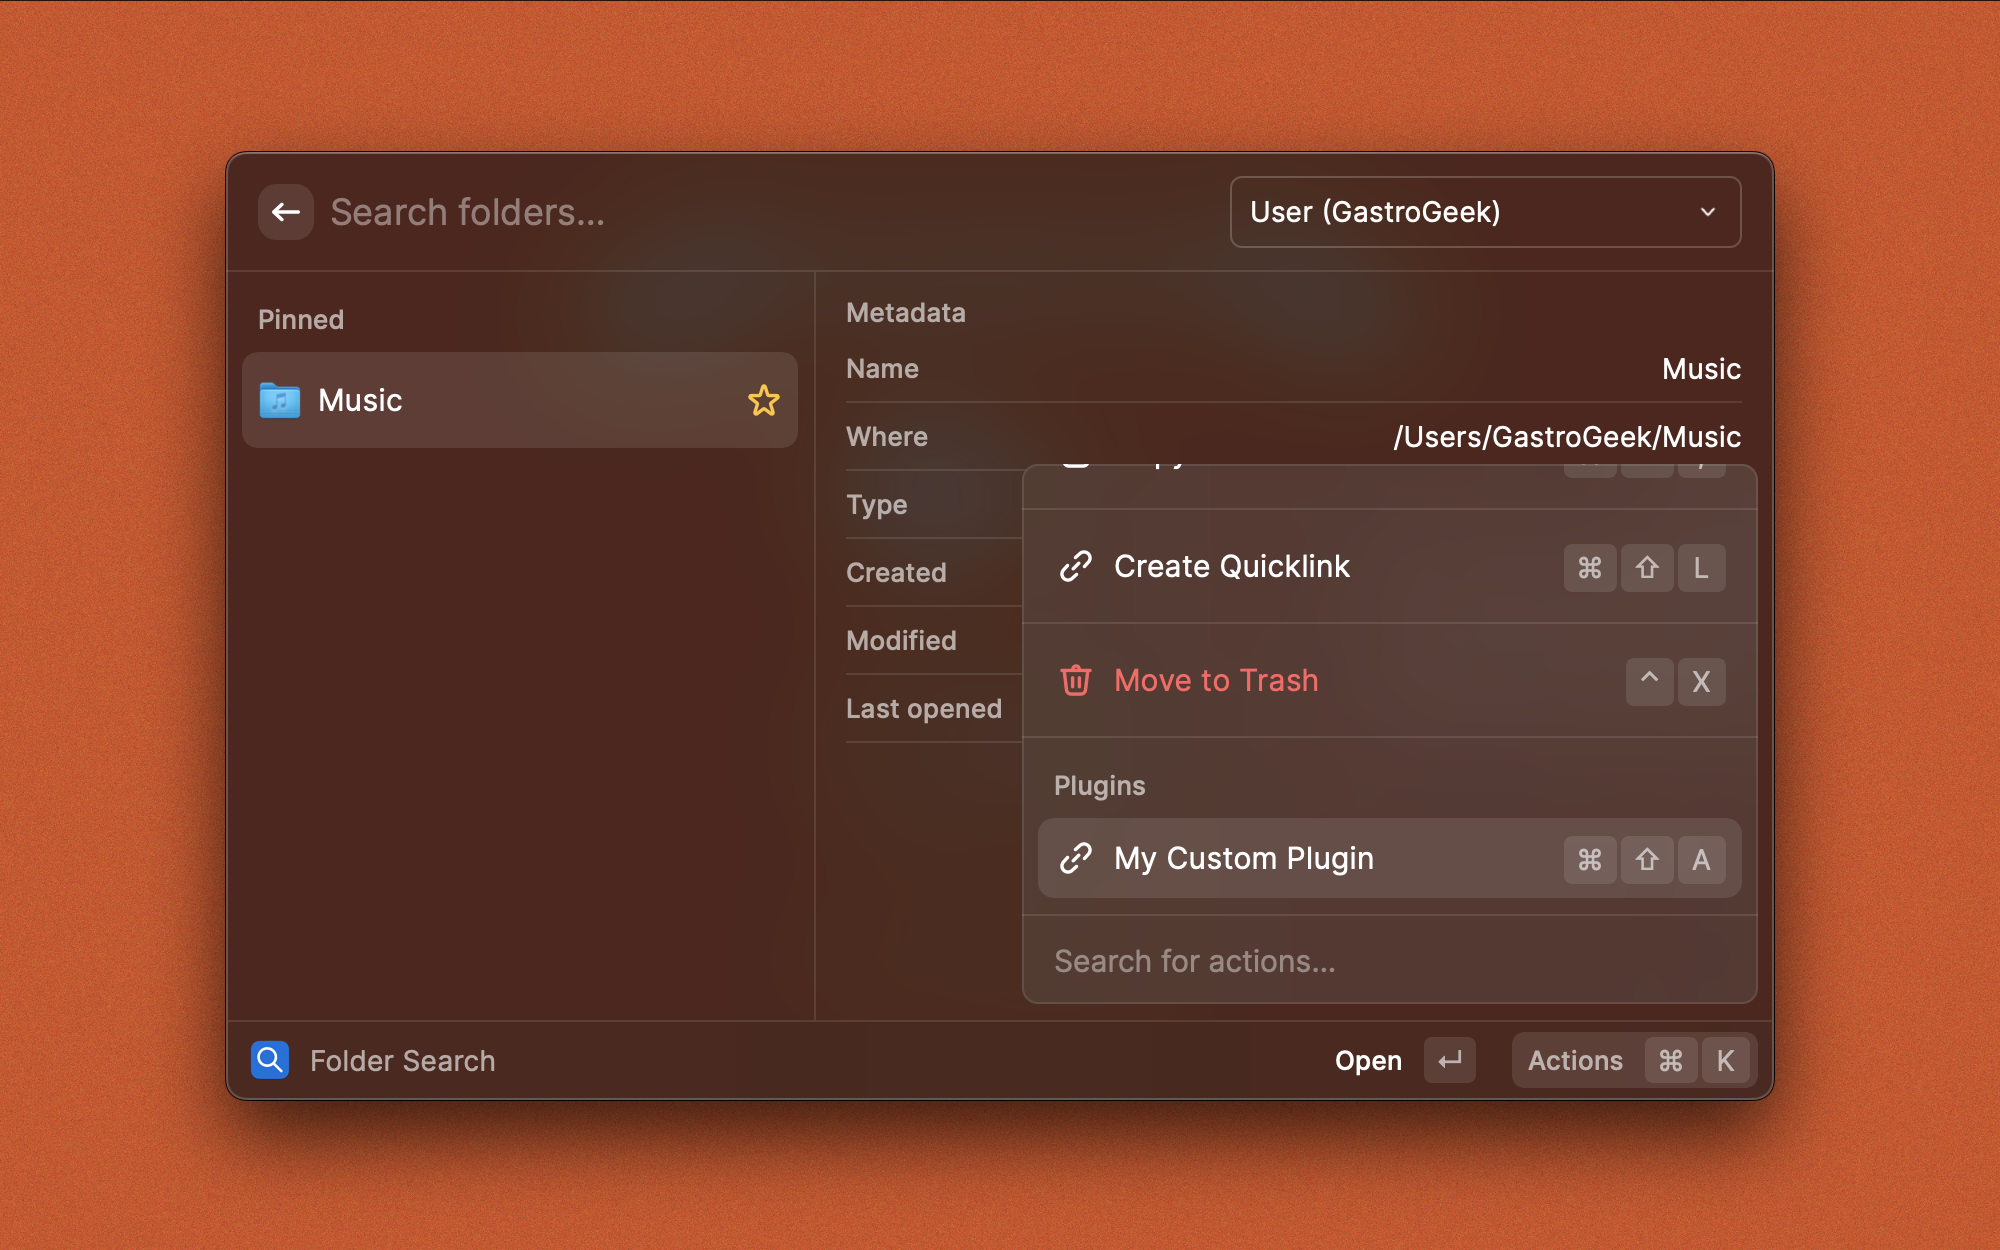 Search folders...
User (GastroGeek)
Pinned
Music
Metadata
Name Music
Where /Users/GastroGeek/Music
Type
Created
Modified
Last opened
Create Quicklink ⌘ ⇧ L
Move to Trash ^ X
Plugins
My Custom Plugin ⌘ ⇧ A
Search for actions...
Folder Search
Open ↵ Actions ⌘ K